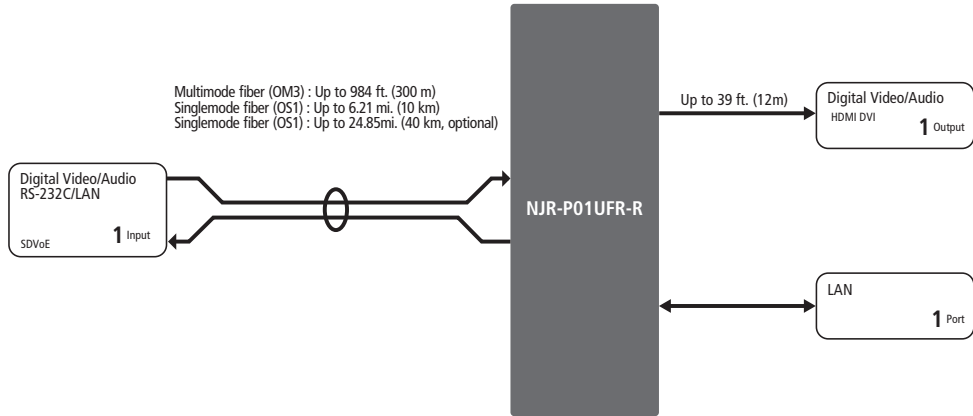 Multimode fiber (OM3) : Up to 984 ft. (300 m)
Singlemode fiber (OS1) : Up to 6.21 mi. (10 km)
Singlemode fiber (OS1) : Up to 24.85mi. (40 km, optional)
Digital Video/Audio
RS-232C/LAN
SDVoE
1 Input
NJR-P01UFR-R
Up to 39 ft. (12m)
Digital Video/Audio
HDMI DVI
1 Output
LAN
1 Port